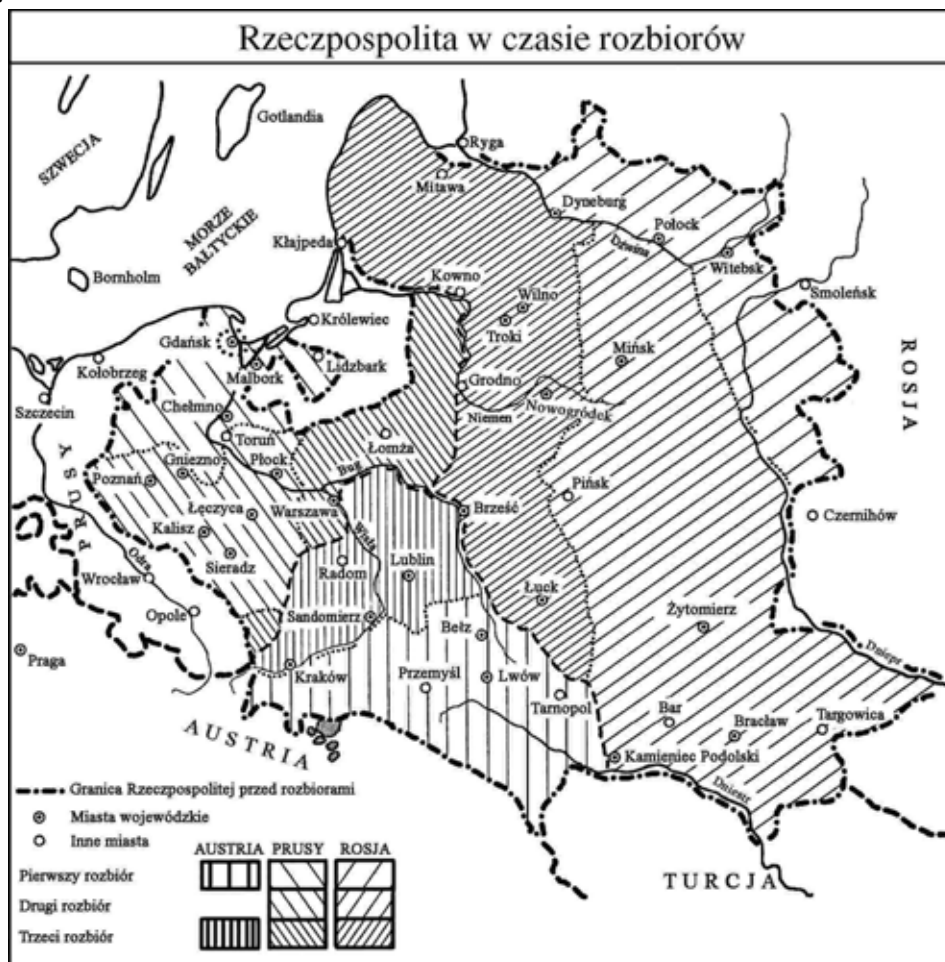 Rzeczpospolita w czasie rozbiorów
Gotlandia
SZWECJA
Ryga
Mitawa
MORZE
BAŁTYCKIE
Dyneburg
Połock
Kłajpeda
Dźwina
Witebsk
Bornholm
Kowno
Wilno
Smoleńsk
Królewiec
Troki
Gdańsk
Mińsk
ROSJA
Kołobrzeg
Malbork
Lidzbark
Grodno
Szczecin
Chełmno
Nowogródek
Niemen
Toruń
Łomża
PRUSY
Gniezno
Płock
Bug
Poznań
Pińsk
Łęczyca
Warszawa
Brześć
Czernihów
Kalisz
Wisła
Odra
Sieradz
Lublin
Wrocław
Radom
Łuck
Opole
Sandomierz
Żytomierz
Bełz
Dniepr
Praga
Kraków
Przemyśl
Lwów
Tarnopol
Bar
Bracław
Targowica
AUSTRIA
Kamieniec Podolski
Dniestr
Granica Rzeczpospolitej przed rozbiorami
Miasta wojewódzkie
Inne miasta
AUSTRIA PRUSY ROSJA
TURCJA
Pierwszy rozbiór
Drugi rozbiór
Trzeci rozbiór